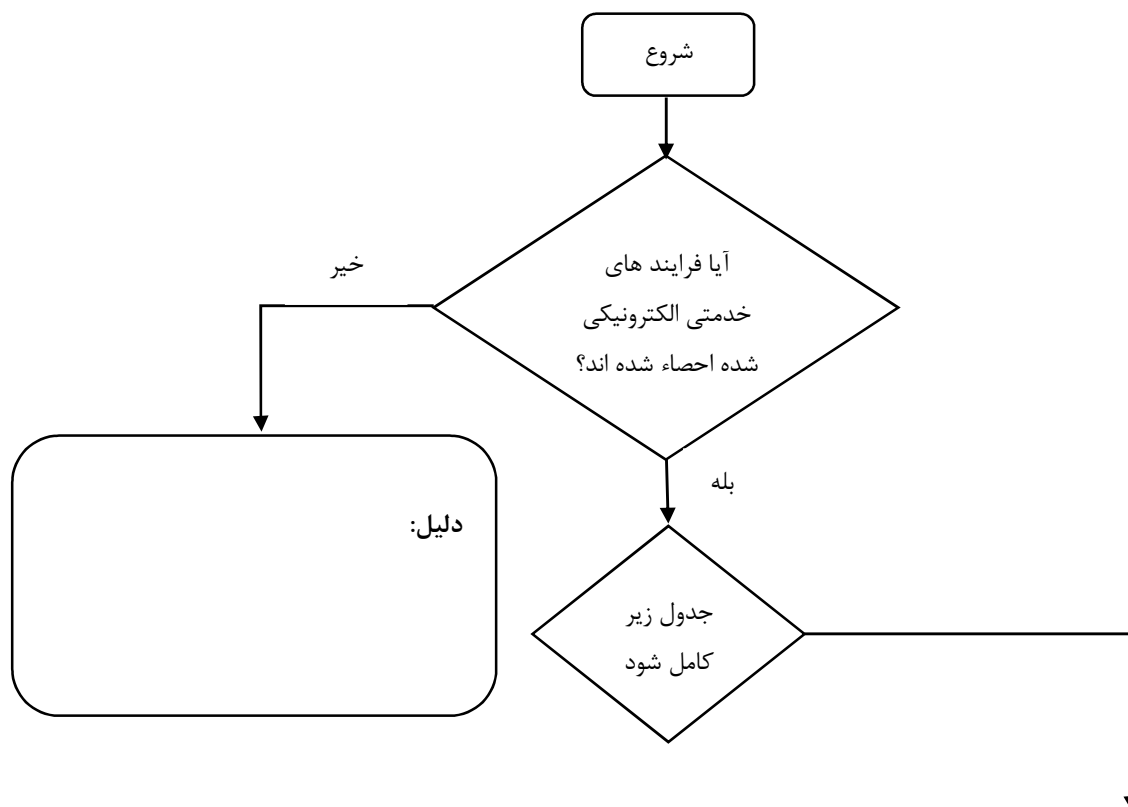 شروع
آیا فرایند های
خدمتی الکترونیکی
شده احصاء شده اند؟
خیر
بله
دلیل:
جدول زیر
کامل شود